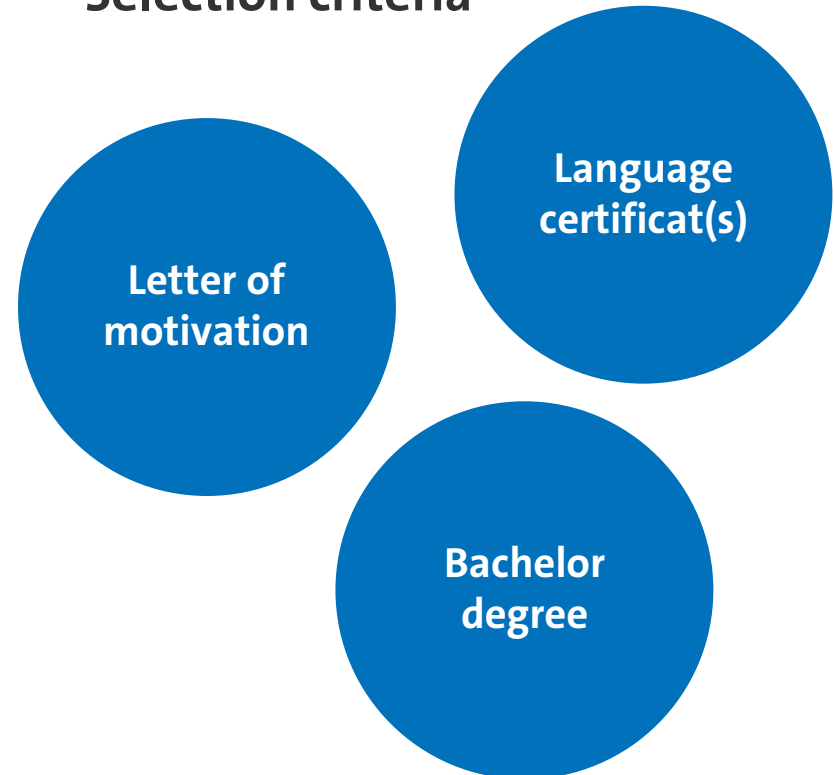 Selection criteria
Language
certificat(s)
Letter of
motivation
Bachelor
degree